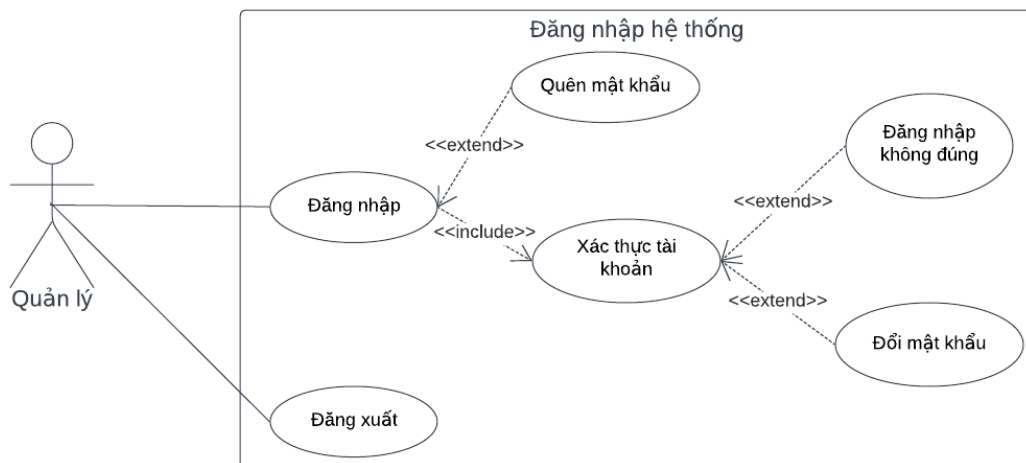 Đăng nhập hệ thống
Quên mật khẩu
<<extend>>
Đăng nhập
không đúng
<<extend>>
Đăng nhập
<<include>>
Xác thực tài
khoản
<<extend>>
Quản lý
Đổi mật khẩu
Đăng xuất